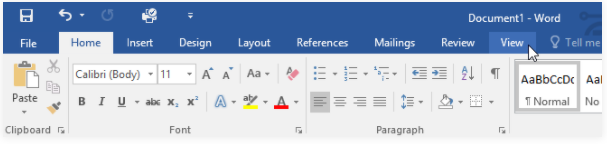 Document1 - Word
File Home Insert Design Layout References Mailings Review View Tell me
Calibri (Body) 11 A A Aa AaBbCcDc
Paste B I U abc x₂ x² A aby A ¶ Normal No
Clipboard Font Paragraph